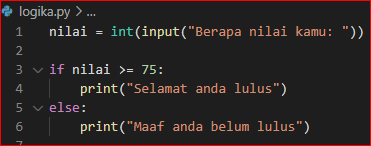 logika.py > ...
1 nilai = int(input("Berapa nilai kamu: "))
2
3 if nilai >= 75:
4     print("Selamat anda lulus")
5 else:
6     print("Maaf anda belum lulus")